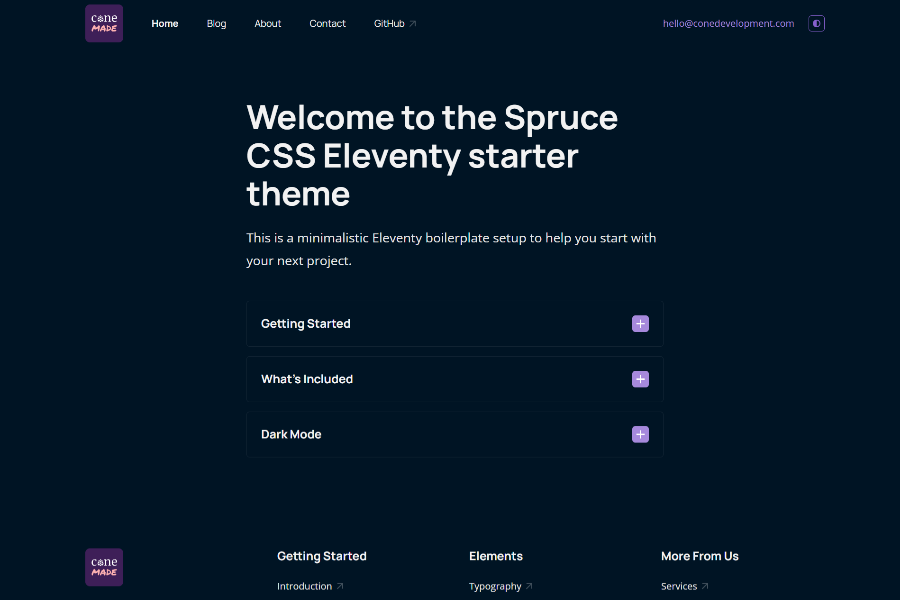 cone
MADE
Home Blog About Contact GitHub hello@conedevelopment.com
Welcome to the Spruce
CSS Eleventy starter
theme
This is a minimalistic Eleventy boilerplate setup to help you start with
your next project.
Getting Started
What's Included
Dark Mode
cone
MADE
Getting Started Elements More From Us
Introduction Typography Services